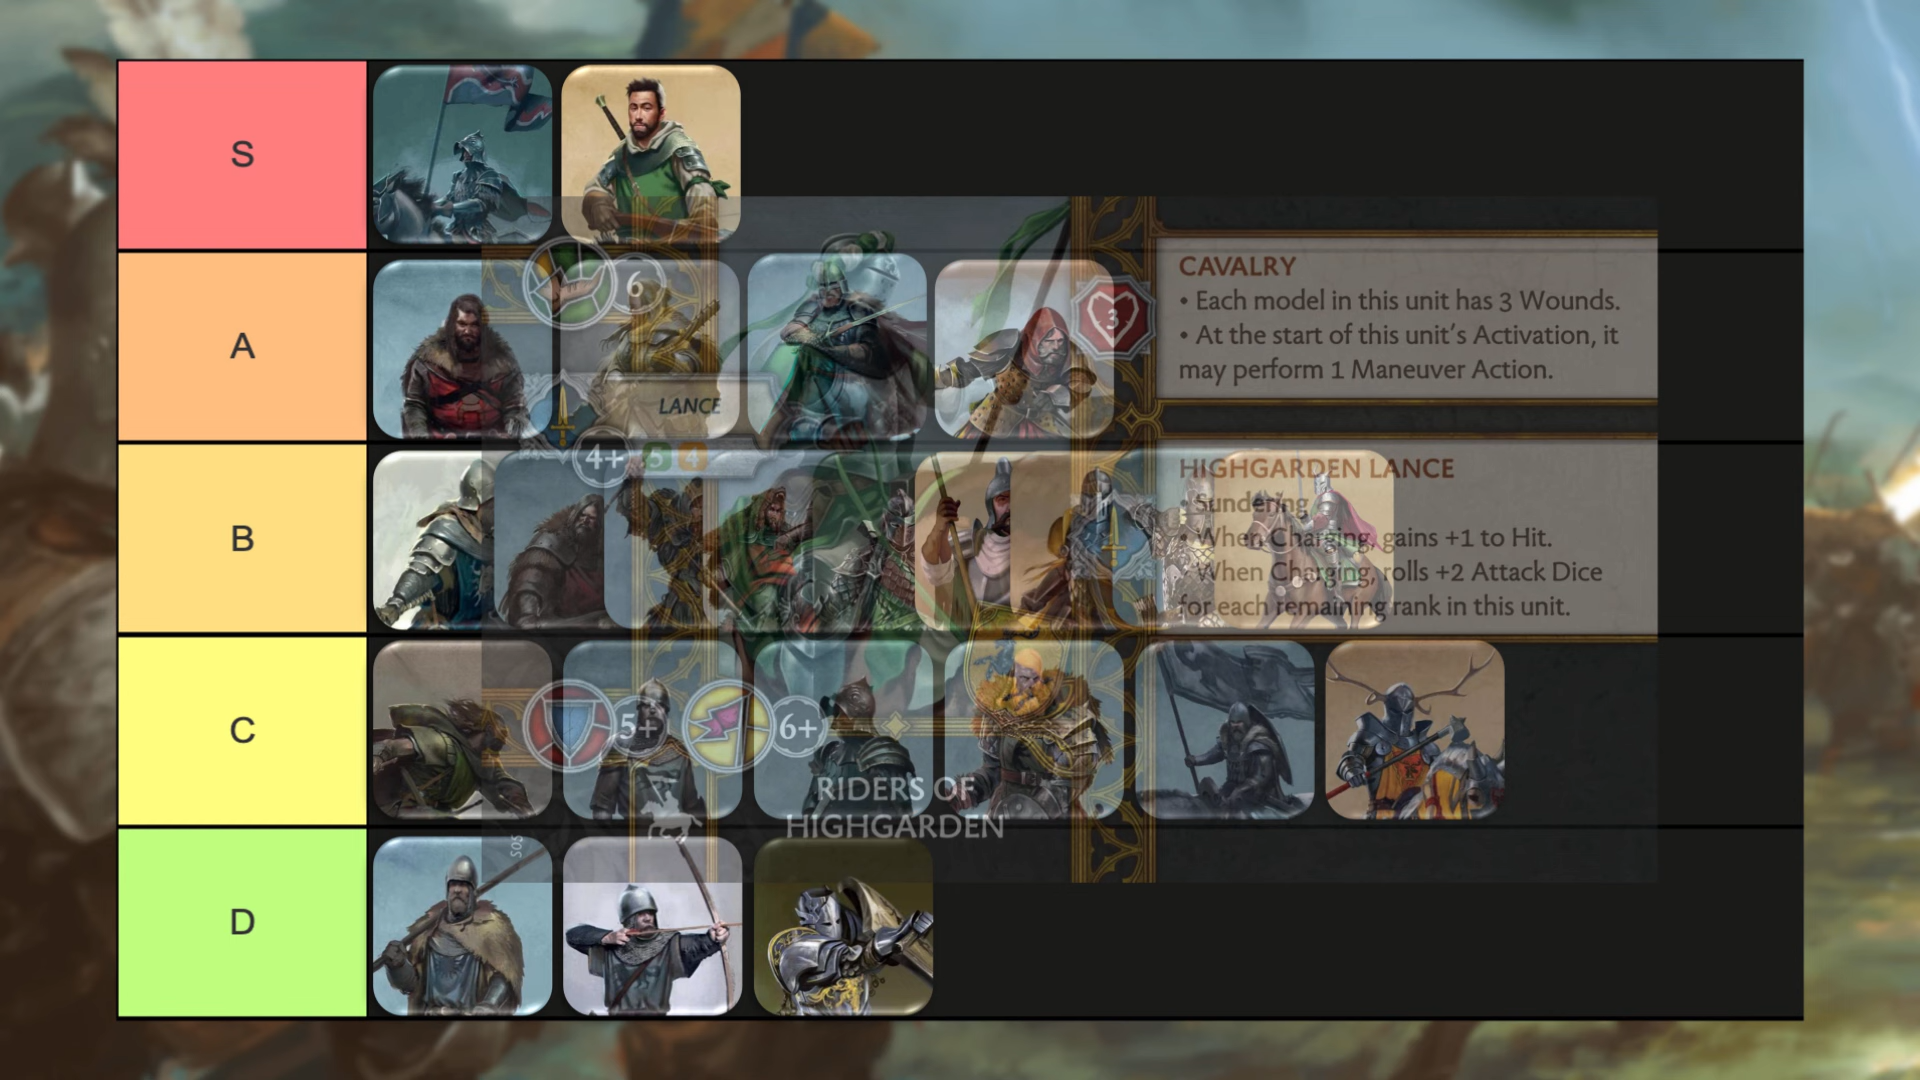 S
A
B
C
D
6
3
LANCE
4+
5 4
CAVALRY
• Each model in this unit has 3 Wounds.
• At the start of this unit's Activation, it
may perform 1 Maneuver Action.
HIGHGARDEN LANCE
• Sundering
• When Charging, gains +1 to Hit.
• When Charging, rolls +2 Attack Dice
for each remaining rank in this unit.
5+
6+
RIDERS OF
HIGHGARDEN
S05